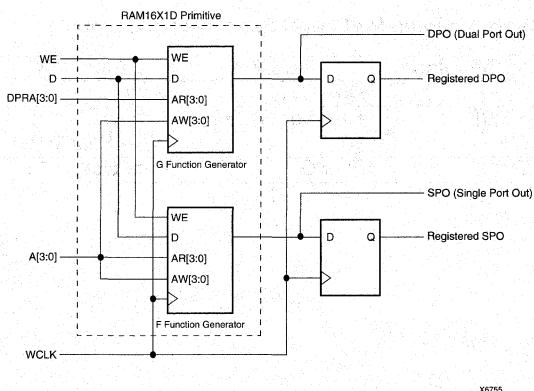 RAM16X1D Primitive
DPO (Dual Port Out)
WE
WE
D
D
D
Q
Registered DPO
DPRA[3:0]
AR[3:0]
AW[3:0]
G Function Generator
SPO (Single Port Out)
WE
D
D
Q
Registered SPO
A[3:0]
AR[3:0]
AW[3:0]
F Function Generator
WCLK
X6755